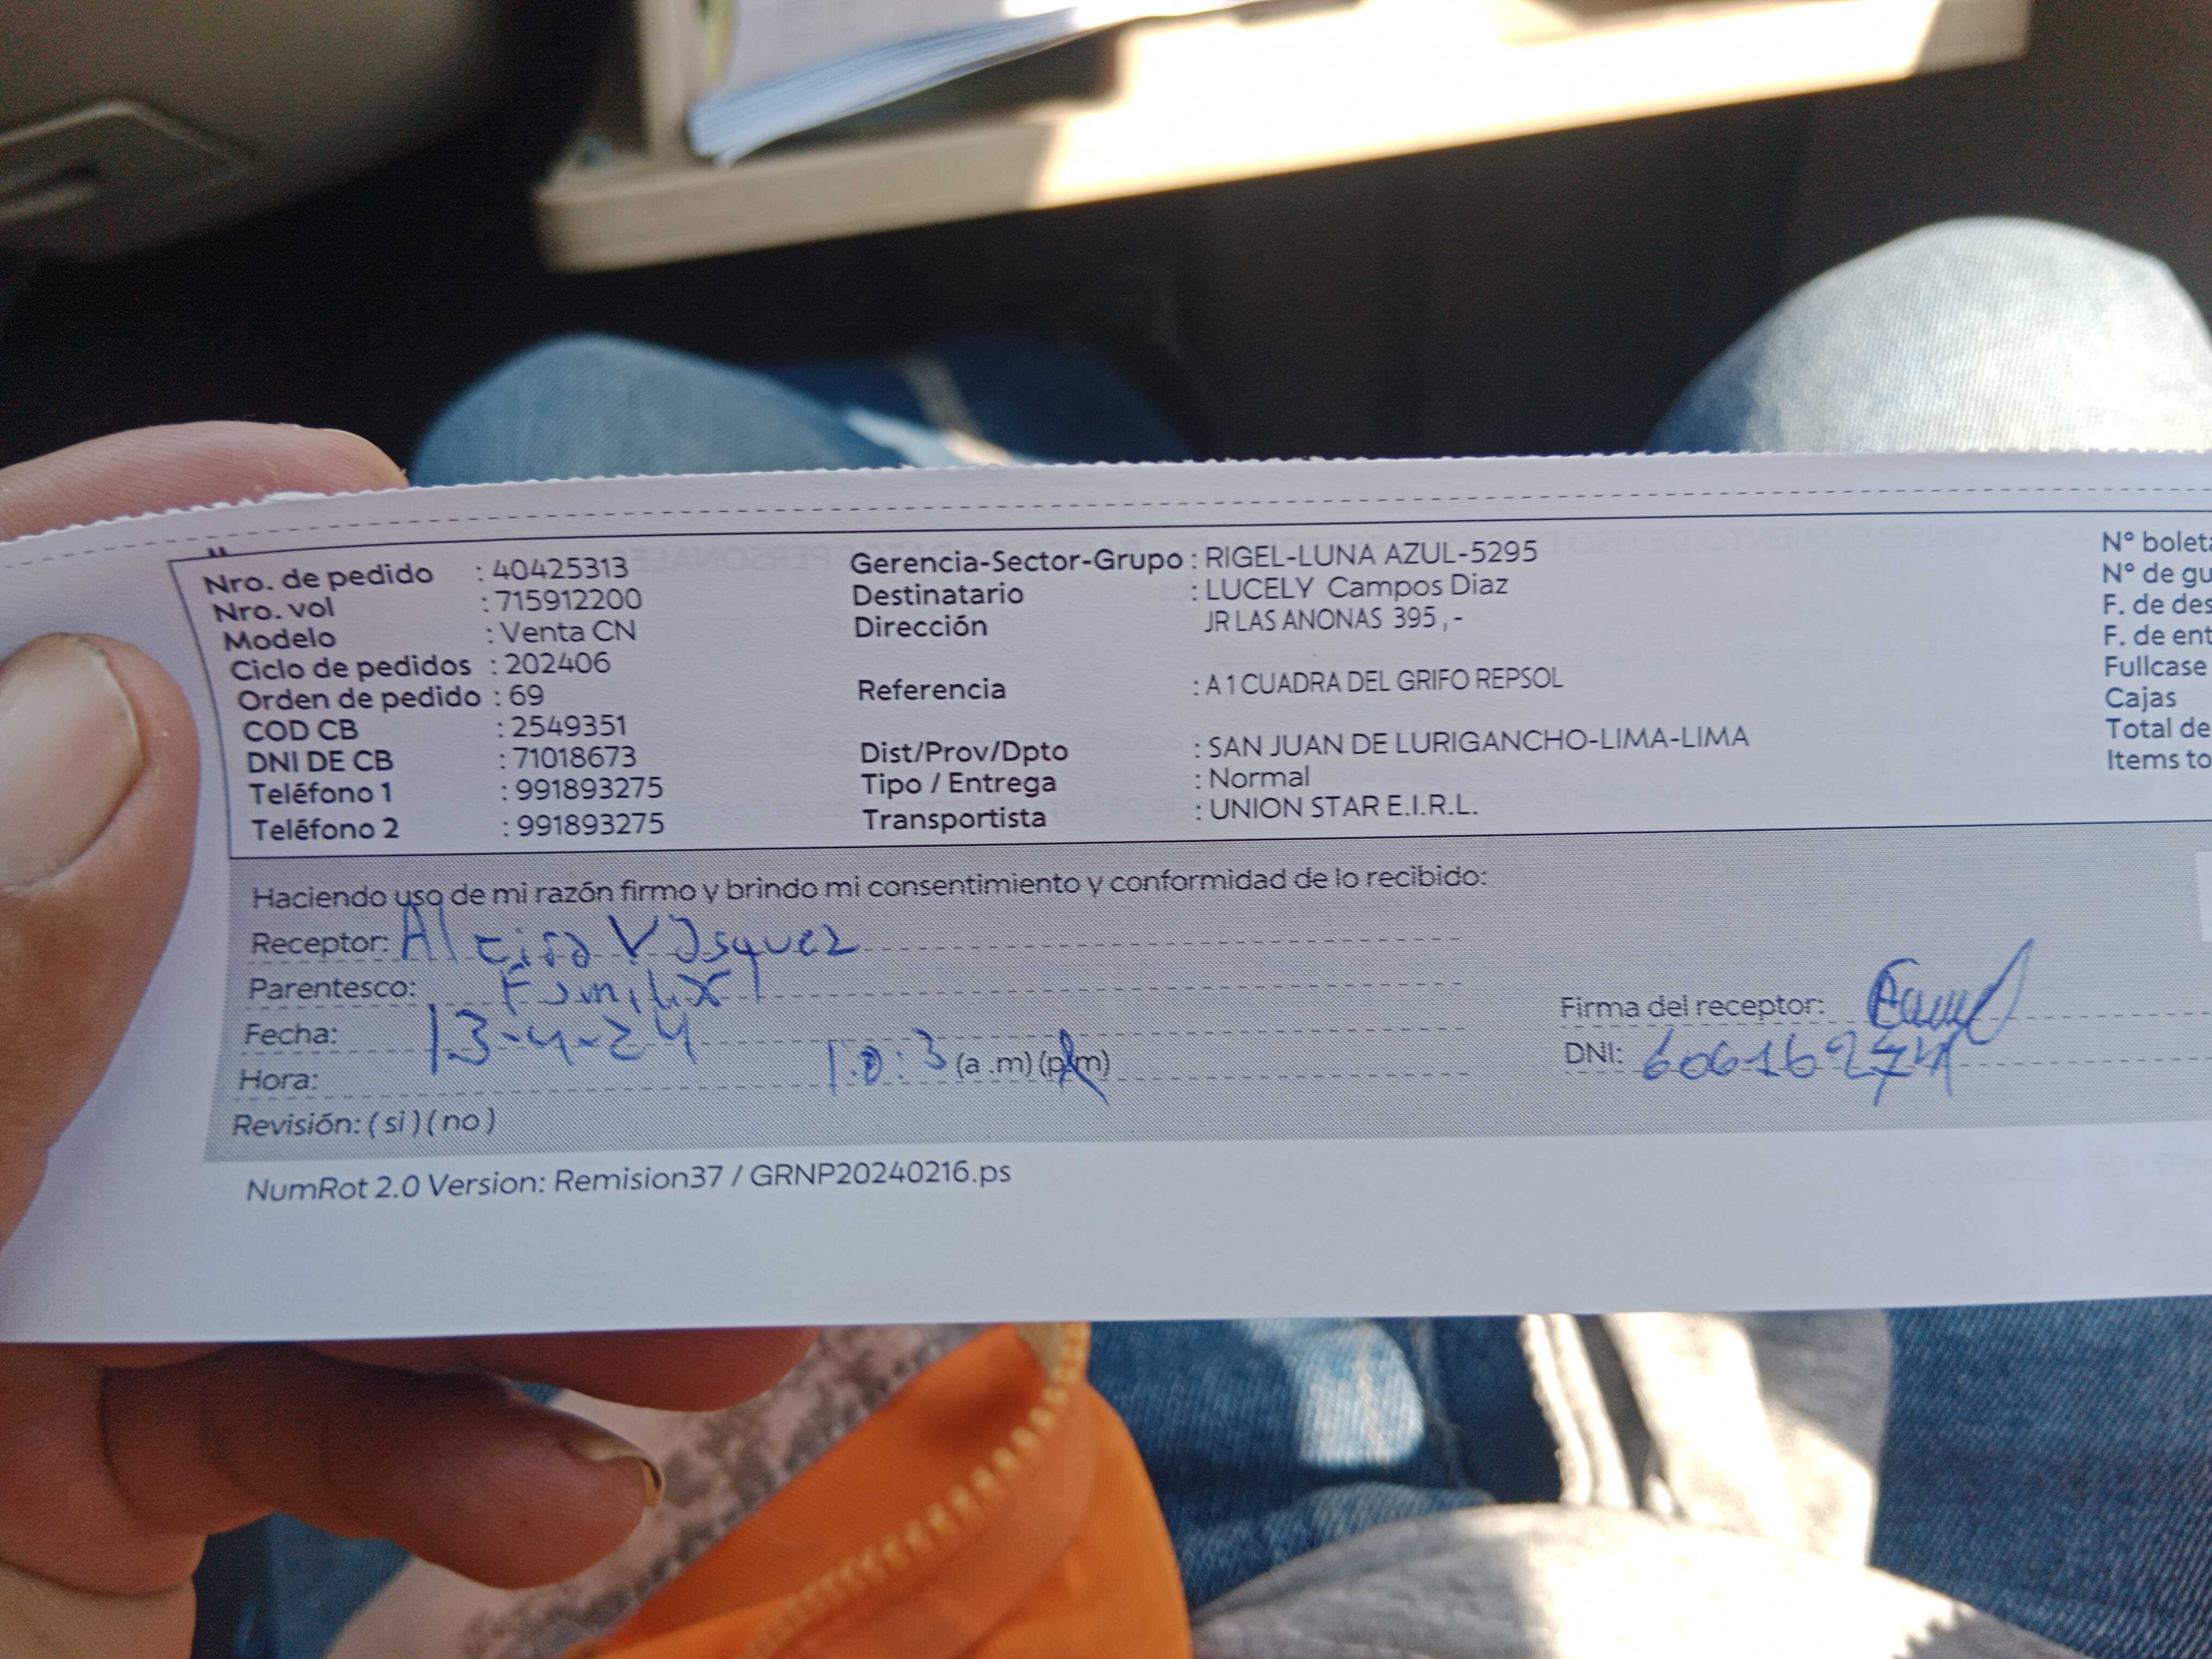 Nro. de pedido : 40425313
Nro. vol : 715912200
Modelo : Venta CN
Ciclo de pedidos : 202406
Orden de pedido : 69
COD CB : 2549351
DNI DE CB : 71018673
Teléfono 1 : 991893275
Teléfono 2 : 991893275
Gerencia-Sector-Grupo : RIGEL-LUNA AZUL-5295
Destinatario : LUCELY Campos Diaz
Dirección JR LAS ANONAS 395 , -
Referencia : A 1 CUADRA DEL GRIFO REPSOL
Dist/Prov/Dpto : SAN JUAN DE LURIGANCHO-LIMA-LIMA
Tipo / Entrega : Normal
Transportista : UNION STAR E.I.R.L.
N° boleta
N° de gu
F. de des
F. de ent
Fullcase
Cajas
Total de
Items to
Haciendo uso de mi razón firmo y brindo mi consentimiento y conformidad de lo recibido:
Receptor: Vasquez
Parentesco:
Fecha: 13-4-24
Hora: 10:3 (a .m) (p.m)
Revisión: ( si ) ( no )
Firma del receptor:
DNI:
NumRot 2.0 Version: Remision37 / GRNP20240216.ps